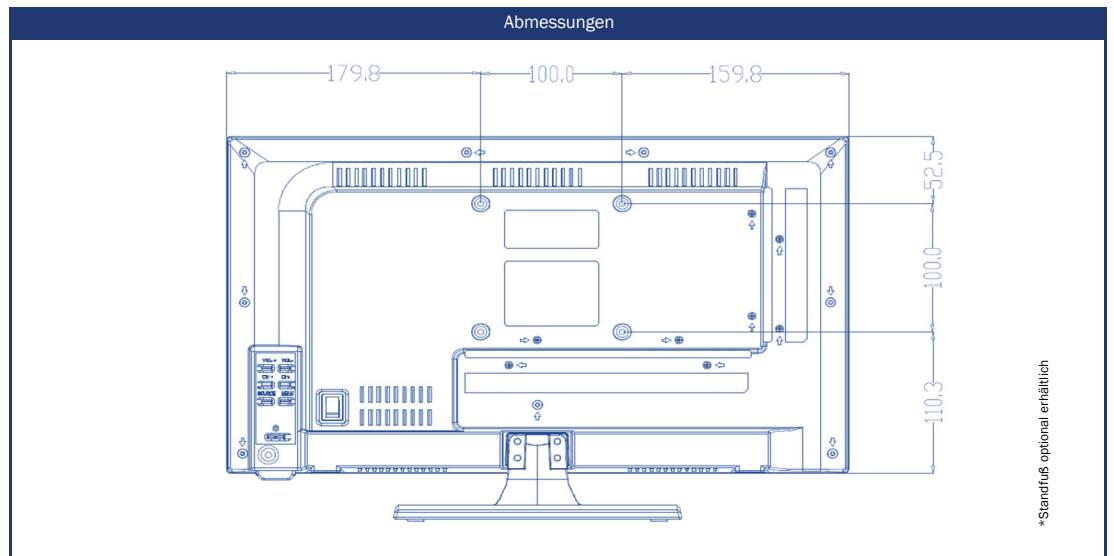 Abmessungen
179.8 100.0 159.8
52.5
100.0
110.3
VOL+ VOL-
CH+ CH-
SOURCE MENU
*Standfuß optional erhältlich